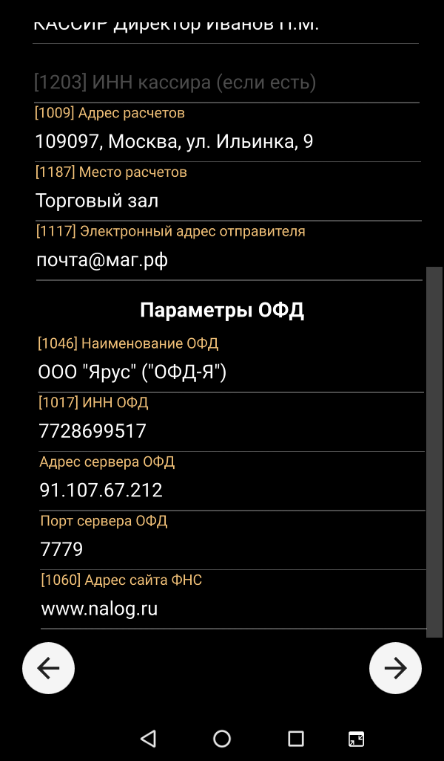 КАССИР Директор Иванов П.М.
[1203] ИНН кассира (если есть)
[1009] Адрес расчетов
109097, Москва, ул. Ильинка, 9
[1187] Место расчетов
Торговый зал
[1117] Электронный адрес отправителя
почта@маг.рф
Параметры ОФД
[1046] Наименование ОФД
ООО "Ярус" ("ОФД-Я")
[1017] ИНН ОФД
7728699517
Адрес сервера ОФД
91.107.67.212
Порт сервера ОФД
7779
[1060] Адрес сайта ФНС
www.nalog.ru